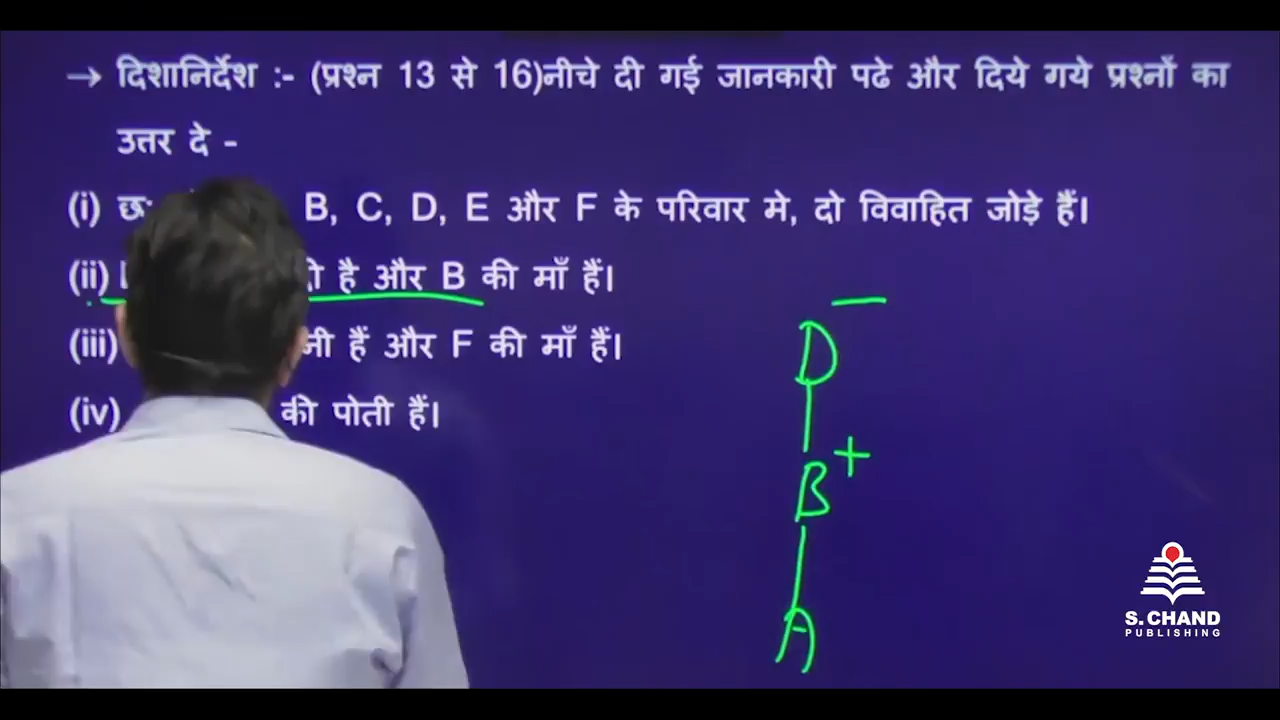 → दिशानिर्देश :- (प्रश्न 13 से 16)नीचे दी गई जानकारी पढे और दिये गये प्रश्नों का
उत्तर दे -
(i) B, C, D, E और F के परिवार मे, दो विवाहित जोड़े हैं।
(ii) है और B की माँ हैं।
(iii) हैं और F की माँ हैं।
(iv) की पोती हैं।
D −
B +
A
S. CHAND
PUBLISHING